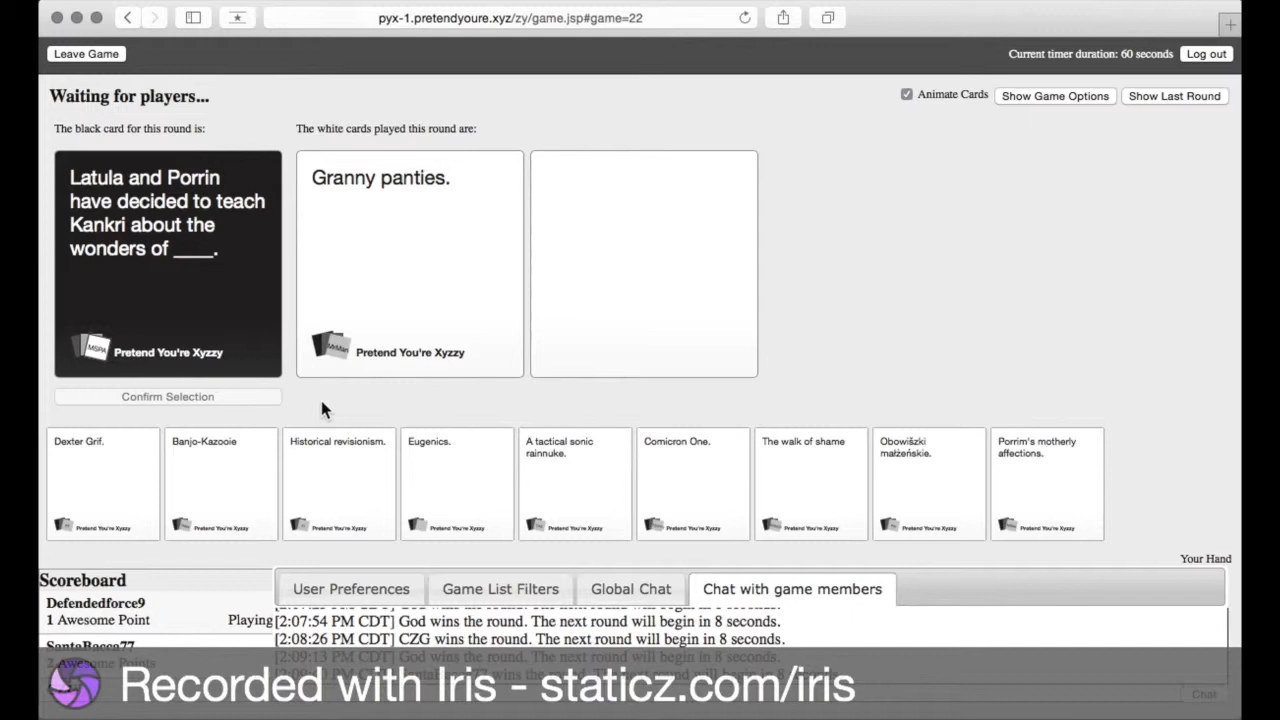 pyx-1.pretendyoure.xyz/zy/game.jsp#game=22
Leave Game
Current timer duration: 60 seconds
Log out
Waiting for players...
Animate Cards
Show Game Options
Show Last Round
The black card for this round is:
The white cards played this round are:
Latula and Porrin
have decided to teach
Kankri about the
wonders of ____.
MSPA
Pretend You're Xyzzy
Granny panties.
MrMan
Pretend You're Xyzzy
Confirm Selection
Dexter Grif.
Pretend You're Xyzzy
Banjo-Kazooie
Pretend You're Xyzzy
Historical revisionism.
Pretend You're Xyzzy
Eugenics.
Pretend You're Xyzzy
A tactical sonic
rainnuke.
Pretend You're Xyzzy
Comicron One.
Pretend You're Xyzzy
The walk of shame
Pretend You're Xyzzy
Obowišzki
małżeńskie.
Pretend You're Xyzzy
Porrim's motherly
affections.
Pretend You're Xyzzy
Your Hand
Scoreboard
User Preferences
Game List Filters
Global Chat
Chat with game members
Defendedforce9
1 Awesome Point
Playing
SantaBacca77
2 Awesome Points
[2:07:54 PM CDT] God wins the round. The next round will begin in 8 seconds.
[2:08:26 PM CDT] CZG wins the round. The next round will begin in 8 seconds.
[2:09:13 PM CDT] God wins the round. The next round will begin in 8 seconds.
Chat
Recorded with Iris - staticz.com/iris